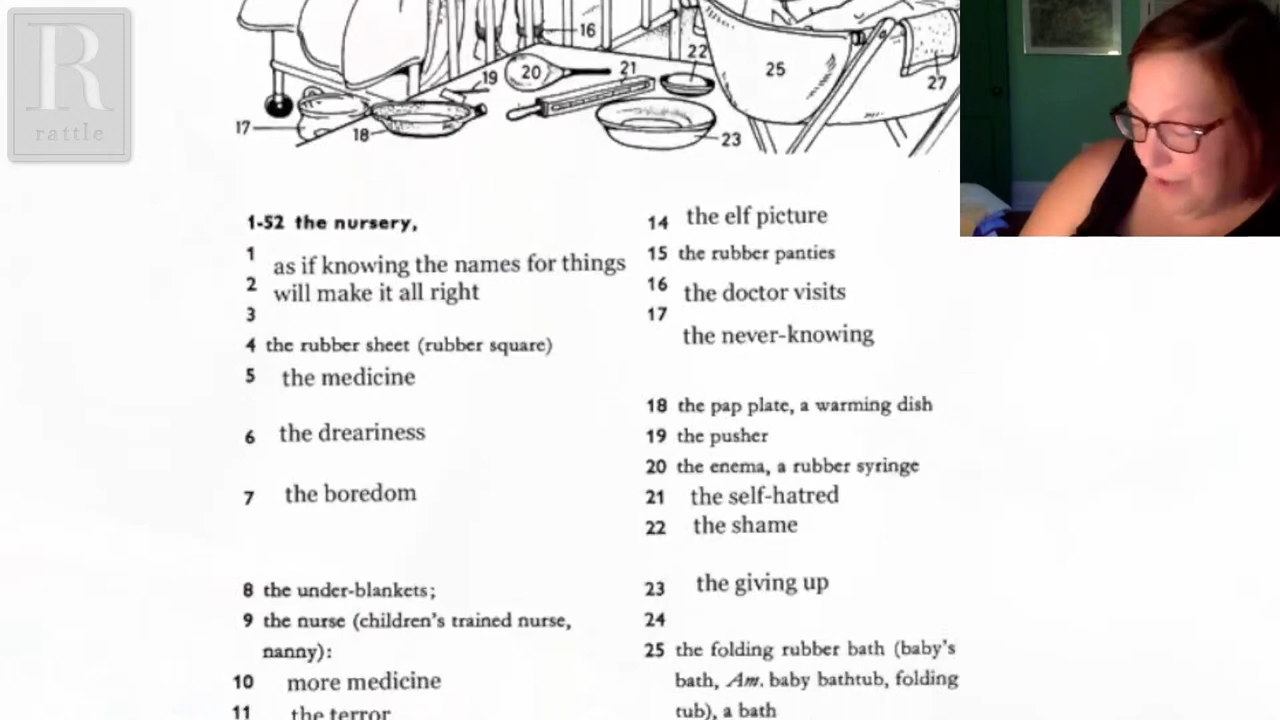 R
rattle
16
22
19
20
21
25
27
17
18
23
1-52 the nursery,
1
as if knowing the names for things
2
will make it all right
3
4 the rubber sheet (rubber square)
5 the medicine
6 the dreariness
7 the boredom
8 the under-blankets;
9 the nurse (children's trained nurse,
nanny):
10 more medicine
11 the terror
14 the elf picture
15 the rubber panties
16 the doctor visits
17
the never-knowing
18 the pap plate, a warming dish
19 the pusher
20 the enema, a rubber syringe
21 the self-hatred
22 the shame
23 the giving up
24
25 the folding rubber bath (baby's
bath, Am. baby bathtub, folding
tub), a bath